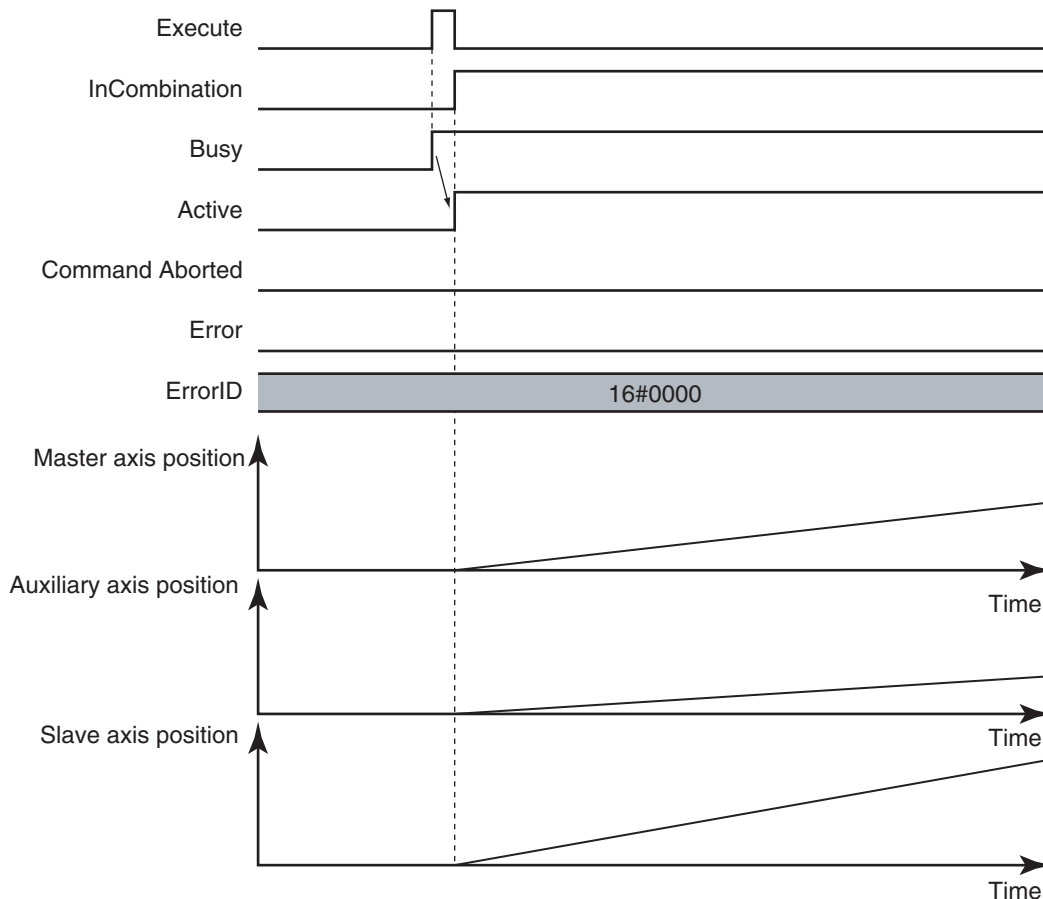 Execute
InCombination
Busy
Active
Command Aborted
Error
ErrorID
16#0000
Master axis position
Time
Auxiliary axis position
Time
Slave axis position
Time